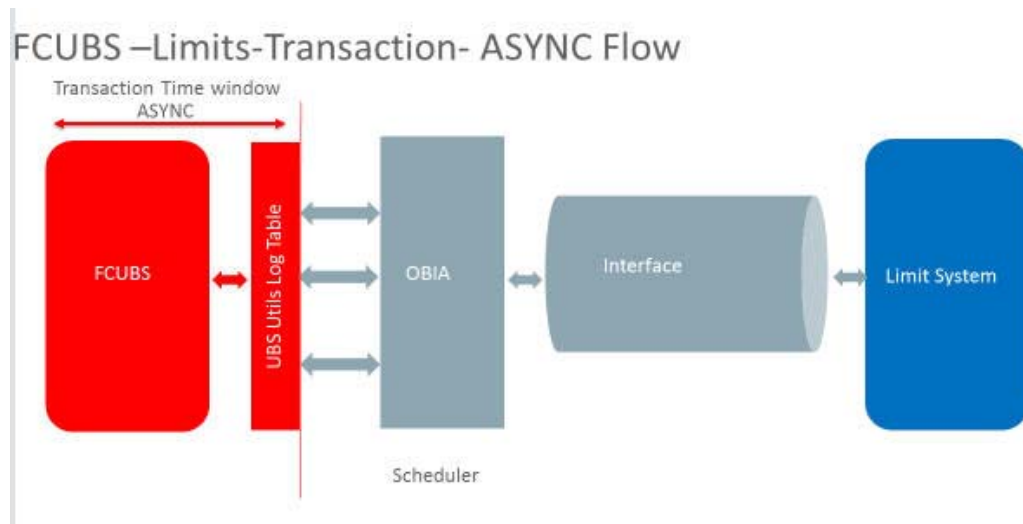 FCUBS –Limits-Transaction- ASYNC Flow
Transaction Time window
ASYNC
FCUBS
UBS Utils Log Table
OBIA
Interface
Limit System
Scheduler